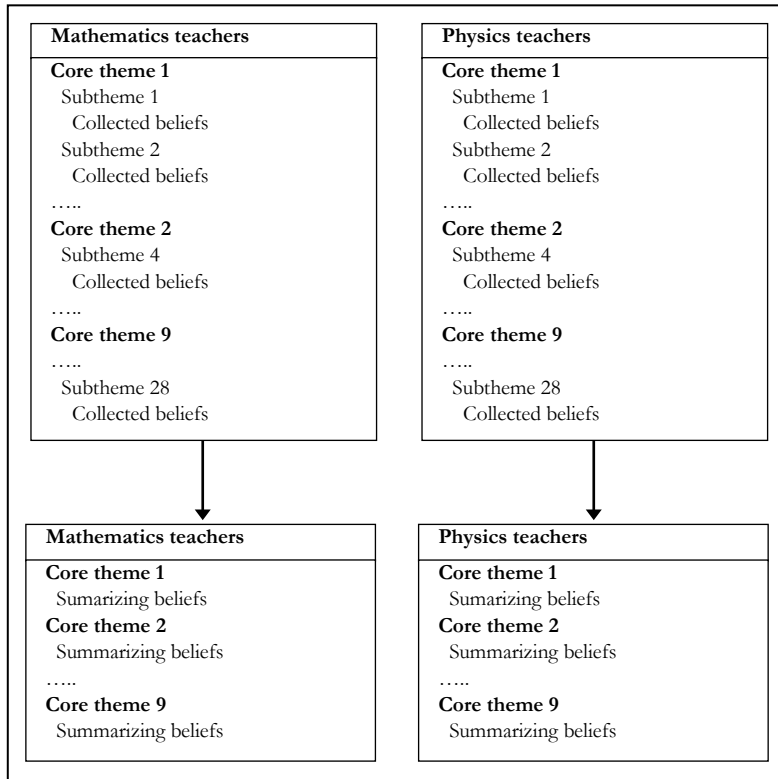 Mathematics teachers
Core theme 1
Subtheme 1
Collected beliefs
Subtheme 2
Collected beliefs
…..
Core theme 2
Subtheme 4
Collected beliefs
…..
Core theme 9
…..
Subtheme 28
Collected beliefs
Physics teachers
Core theme 1
Subtheme 1
Collected beliefs
Subtheme 2
Collected beliefs
…..
Core theme 2
Subtheme 4
Collected beliefs
…..
Core theme 9
…..
Subtheme 28
Collected beliefs
Mathematics teachers
Core theme 1
Sumarizing beliefs
Core theme 2
Summarizing beliefs
…..
Core theme 9
Summarizing beliefs
Physics teachers
Core theme 1
Sumarizing beliefs
Core theme 2
Summarizing beliefs
…..
Core theme 9
Summarizing beliefs